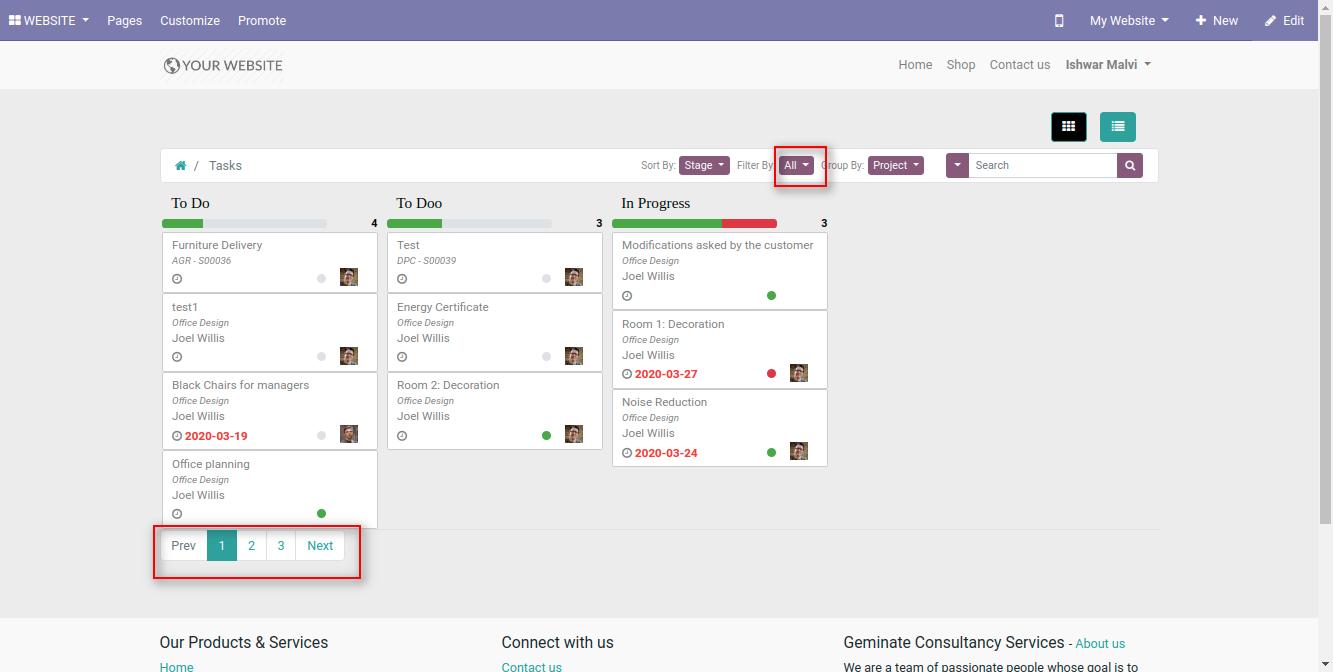 WEBSITE Pages Customize Promote My Website New Edit
YOUR WEBSITE Home Shop Contact us Ishwar Malvi
/ Tasks Sort By: Stage Filter By All Group By: Project Search
To Do
4
Furniture Delivery
AGR - S00036
test1
Office Design
Joel Willis
Black Chairs for managers
Office Design
Joel Willis
2020-03-19
Office planning
Office Design
Joel Willis
To Doo
3
Test
DPC - S00039
Energy Certificate
Office Design
Joel Willis
Room 2: Decoration
Office Design
Joel Willis
In Progress
3
Modifications asked by the customer
Office Design
Joel Willis
Room 1: Decoration
Office Design
Joel Willis
2020-03-27
Noise Reduction
Office Design
Joel Willis
2020-03-24
Prev 1 2 3 Next
Our Products & Services
Home
Connect with us
Contact us
Geminate Consultancy Services - About us
We are a team of passionate people whose goal is to